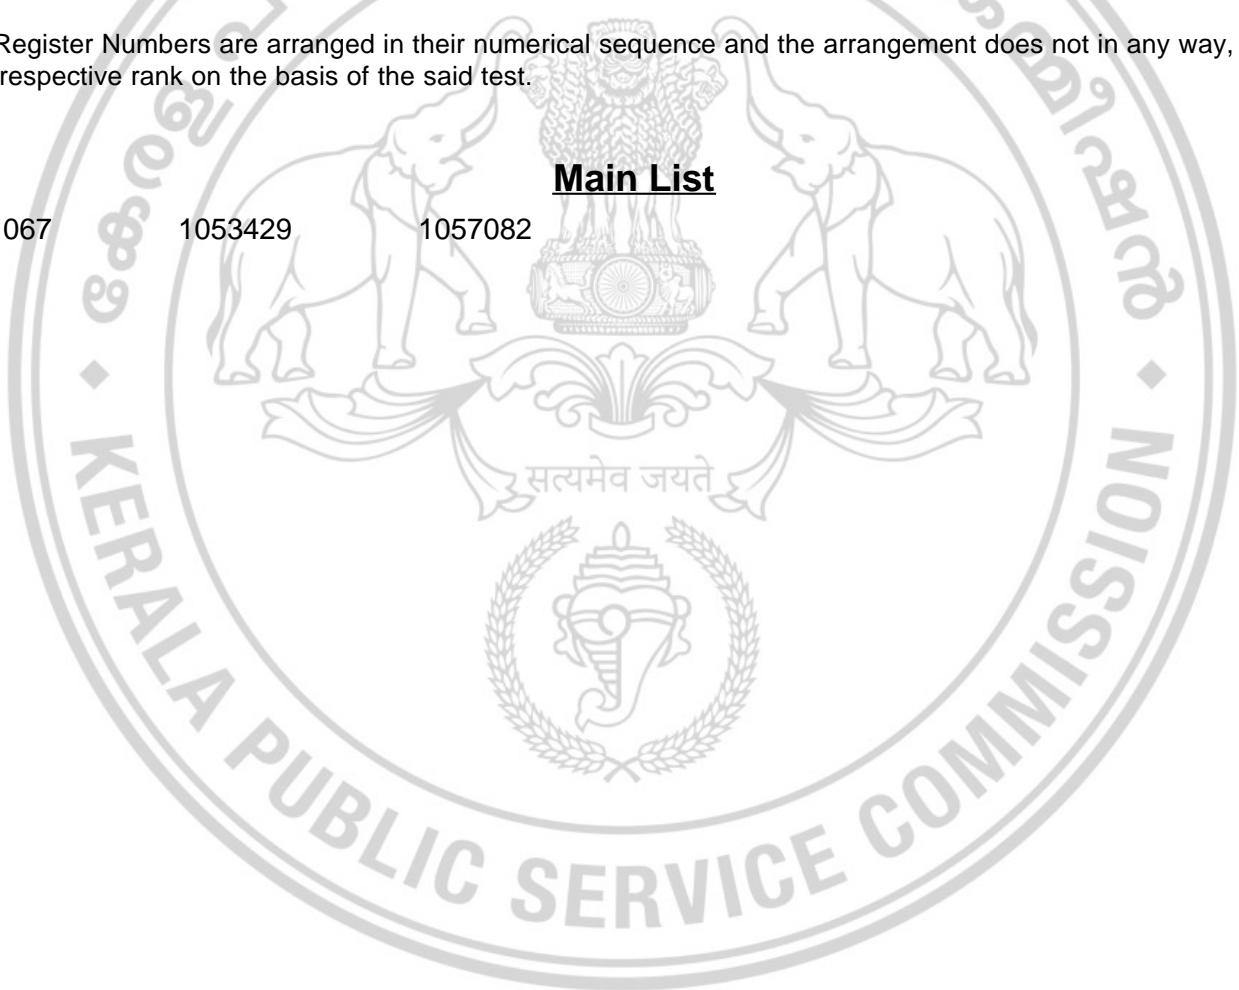 Register Numbers are arranged in their numerical sequence and the arrangement does not in any way,
respective rank on the basis of the said test.
Main List
067 1053429 1057082
सत्यमेव जयते
KERALA PUBLIC SERVICE COMMISSION